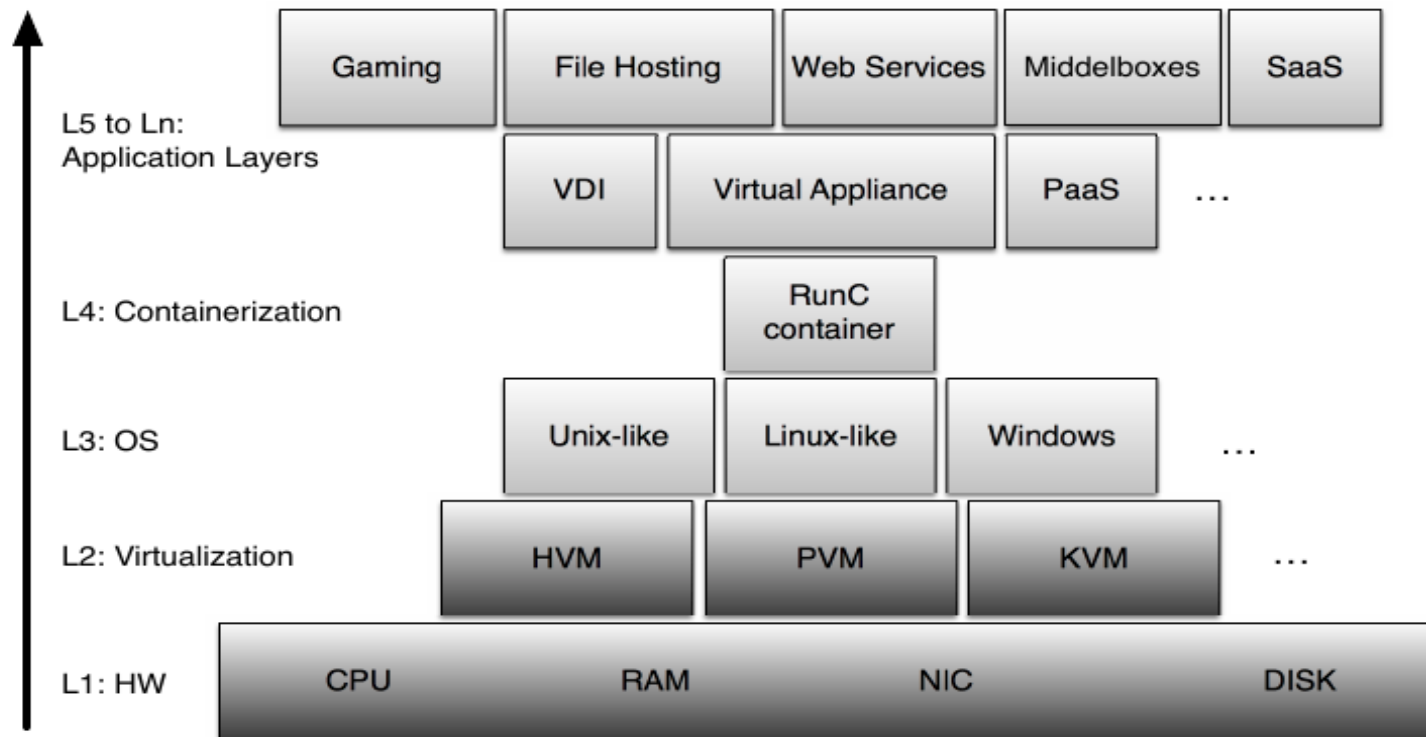 Gaming File Hosting Web Services Middelboxes SaaS
L5 to Ln:
Application Layers
VDI Virtual Appliance PaaS ...
L4: Containerization
RunC
container
L3: OS
Unix-like Linux-like Windows ...
L2: Virtualization
HVM PVM KVM ...
L1: HW
CPU RAM NIC DISK